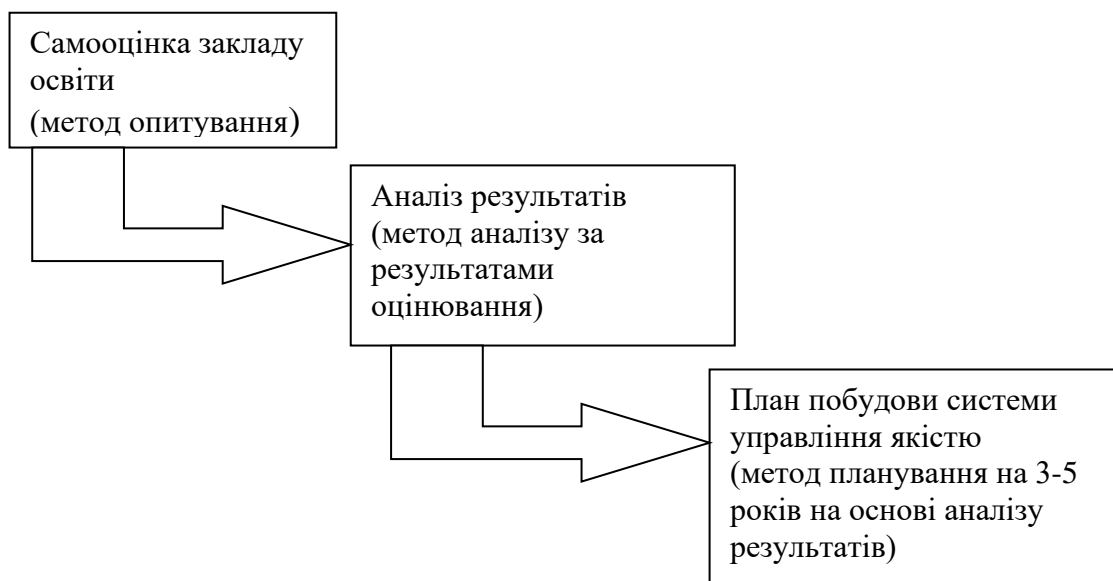 Самооцінка закладу
освіти
(метод опитування)
Аналіз результатів
(метод аналізу за
результатами
оцінювання)
План побудови системи
управління якістю
(метод планування на 3-5
років на основі аналізу
результатів)